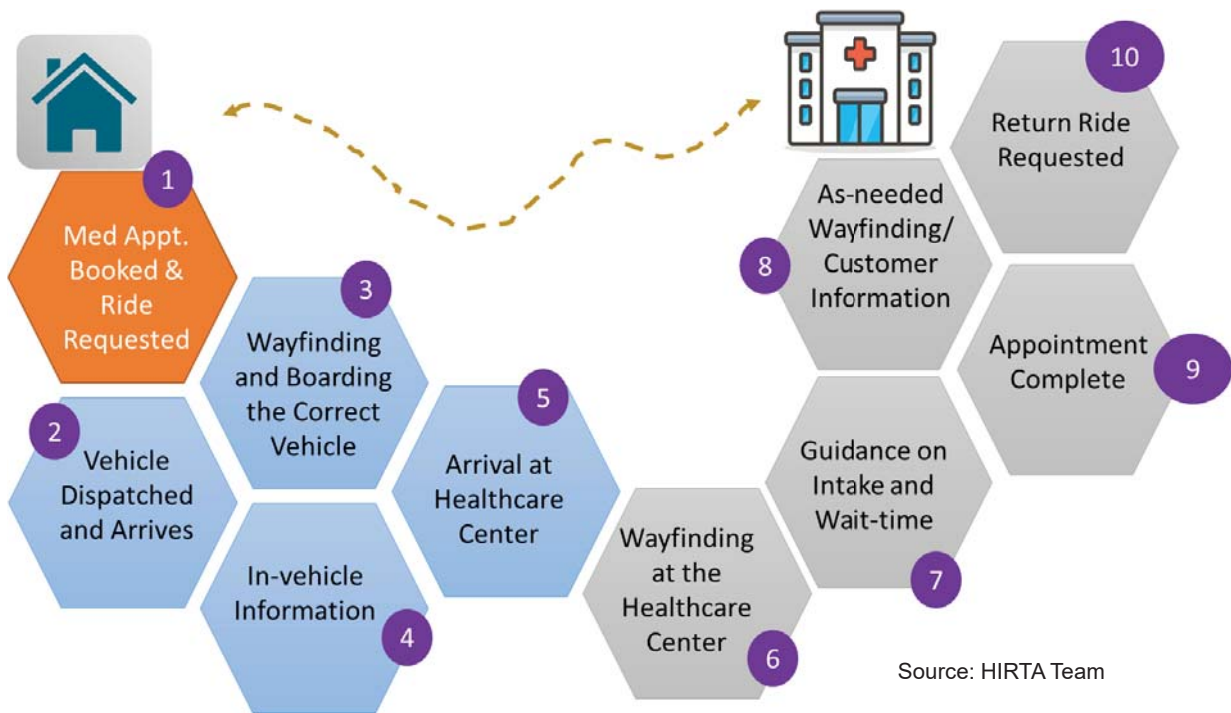 1
Med Appt.
Booked &
Ride
Requested
2
Vehicle
Dispatched
and Arrives
3
Wayfinding
and Boarding
the Correct
Vehicle
4
In-vehicle
Information
5
Arrival at
Healthcare
Center
6
Wayfinding
at the
Healthcare
Center
7
Guidance on
Intake and
Wait-time
8
As-needed
Wayfinding/
Customer
Information
9
Appointment
Complete
10
Return Ride
Requested
Source: HIRTA Team